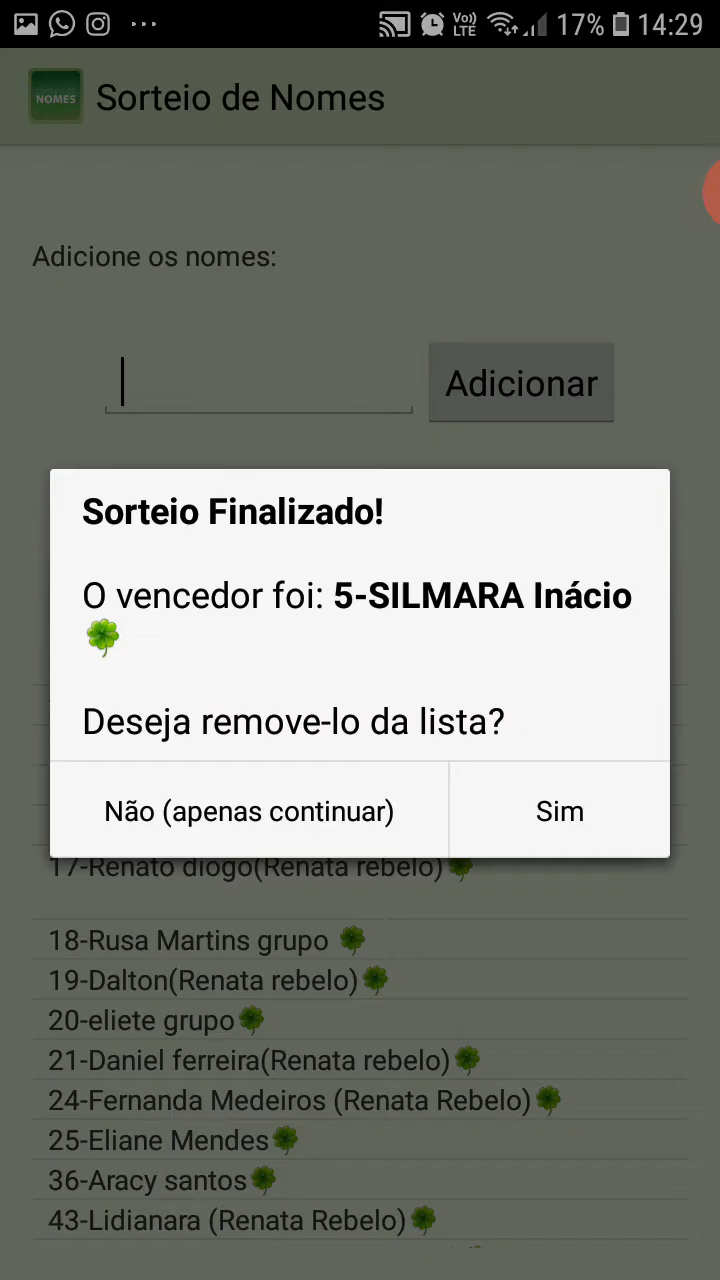 Vo)) LTE 17% 14:29
NOMES Sorteio de Nomes
Adicione os nomes:
Adicionar
Sorteio Finalizado!
O vencedor foi: 5-SILMARA Inácio
🍀
Deseja remove-lo da lista?
Não (apenas continuar) Sim
17-Renato diogo(Renata rebelo)🍀
18-Rusa Martins grupo 🍀
19-Dalton(Renata rebelo)🍀
20-eliete grupo🍀
21-Daniel ferreira(Renata rebelo)🍀
24-Fernanda Medeiros (Renata Rebelo)🍀
25-Eliane Mendes🍀
36-Aracy santos🍀
43-Lidianara (Renata Rebelo)🍀